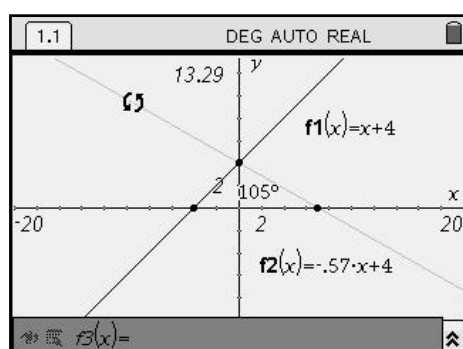 1.1 DEG AUTO REAL
13.29 y
f1(x)=x+4
2 105°
x
-20 2 20
f2(x)=-.57·x+4
f3(x)=